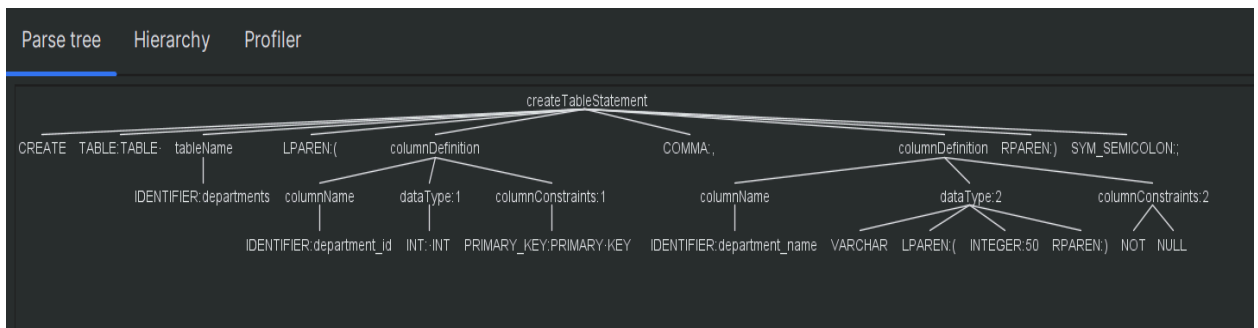 Parse tree Hierarchy Profiler
createTableStatement
CREATE TABLE:TABLE· tableName LPAREN:( columnDefinition COMMA:, columnDefinition RPAREN:) SYM_SEMICOLON:;
IDENTIFIER:departments columnName dataType:1 columnConstraints:1 columnName dataType:2 columnConstraints:2
IDENTIFIER:department_id INT:·INT PRIMARY_KEY:PRIMARY·KEY IDENTIFIER:department_name VARCHAR LPAREN:( INTEGER:50 RPAREN:) NOT NULL